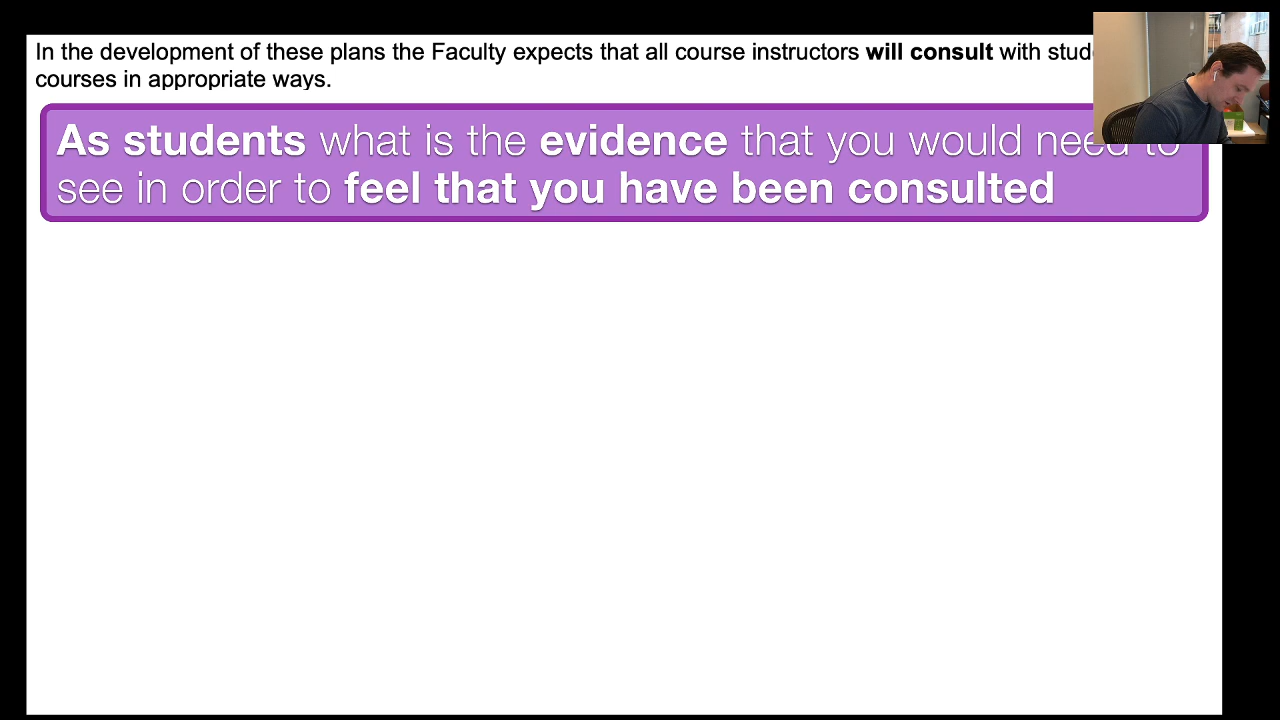 In the development of these plans the Faculty expects that all course instructors will consult with
courses in appropriate ways.
As students what is the evidence that you would need to
see in order to feel that you have been consulted